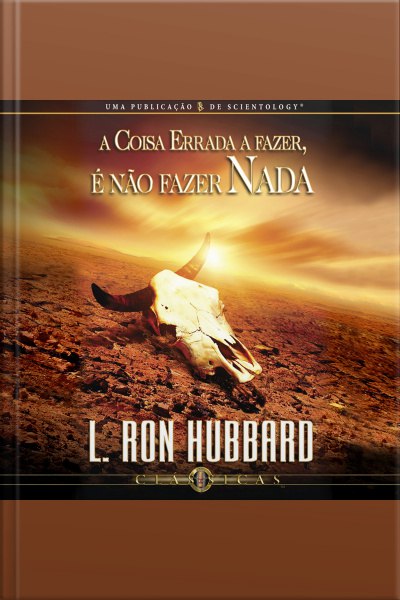 UMA PUBLICAÇÃO DE SCIENTOLOGY®
A COISA ERRADA A FAZER,
É NÃO FAZER NADA
L. RON HUBBARD
CLÁSSICAS